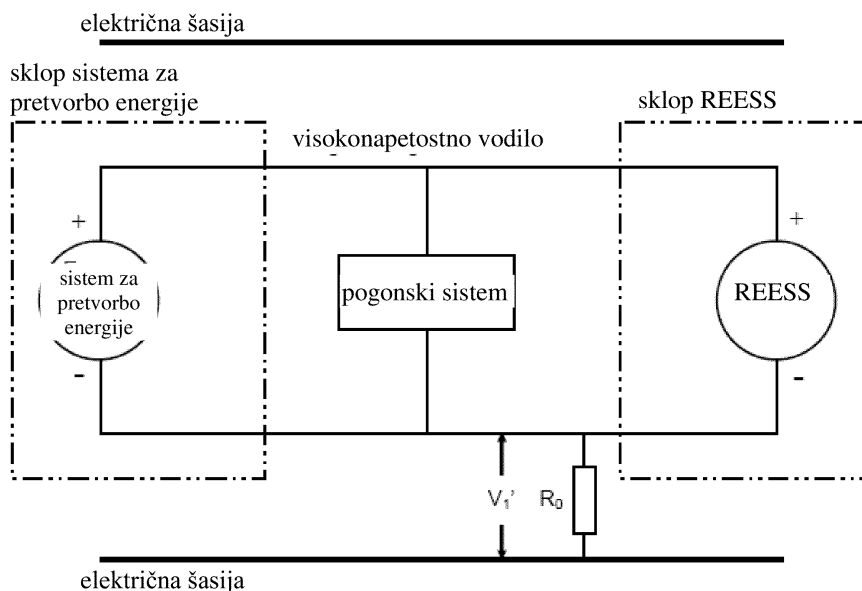 električna šasija
sklop sistema za
pretvorbo energije
sklop REESS
visokonapetostno vodilo
+
+
sistem za
pretvorbo
energije
pogonski sistem
REESS
-
-
V₁’
R₀
električna šasija